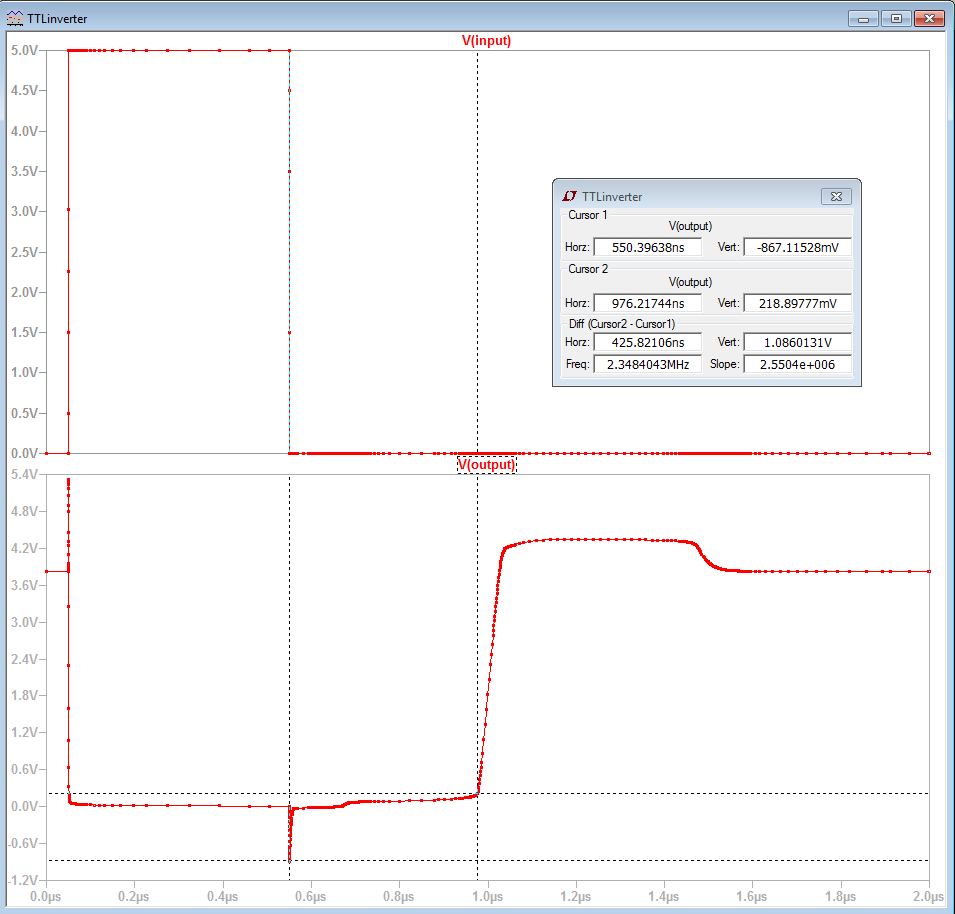 TTLinverter
V(input)
5.0V
4.5V
4.0V
3.5V
3.0V
2.5V
2.0V
1.5V
1.0V
0.5V
0.0V
TTLinverter
Cursor 1
V(output)
Horz: 550.39638ns Vert: -867.11528mV
Cursor 2
V(output)
Horz: 976.21744ns Vert: 218.89777mV
Diff (Cursor2 - Cursor1)
Horz: 425.82106ns Vert: 1.0860131V
Freq: 2.3484043MHz Slope: 2.5504e+006
V(output)
5.4V
4.8V
4.2V
3.6V
3.0V
2.4V
1.8V
1.2V
0.6V
0.0V
-0.6V
-1.2V
0.0µs 0.2µs 0.4µs 0.6µs 0.8µs 1.0µs 1.2µs 1.4µs 1.6µs 1.8µs 2.0µs